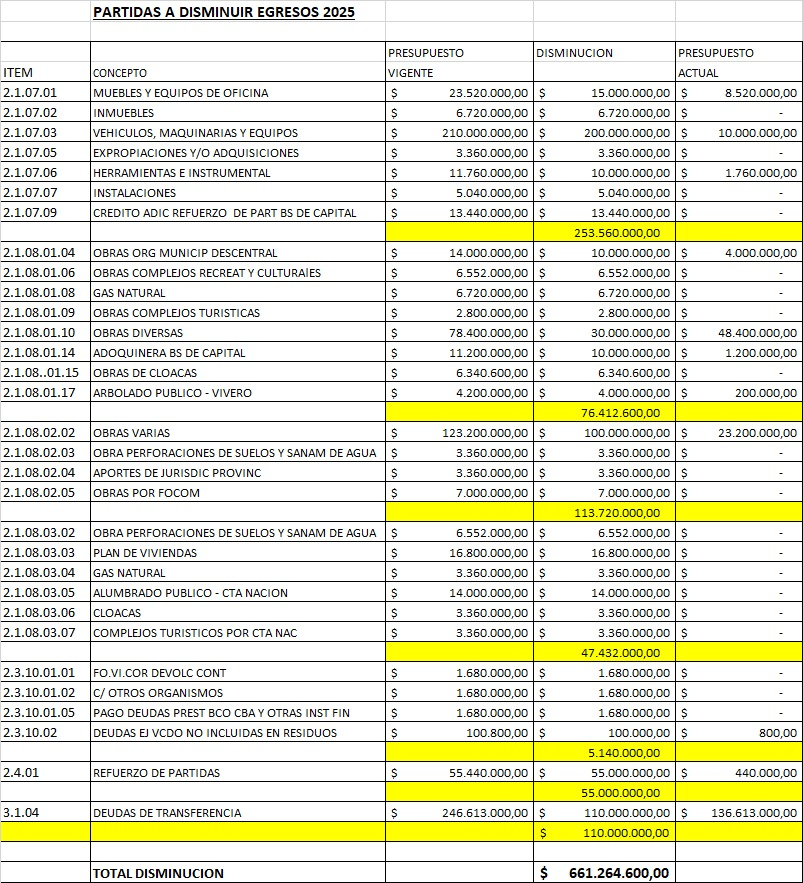 PARTIDAS A DISMINUIR EGRESOS 2025
PRESUPUESTO DISMINUCION PRESUPUESTO
ITEM CONCEPTO VIGENTE ACTUAL
2.1.07.01 MUEBLES Y EQUIPOS DE OFICINA $ 23.520.000,00 $ 15.000.000,00 $ 8.520.000,00
2.1.07.02 INMUEBLES $ 6.720.000,00 $ 6.720.000,00 $ -
2.1.07.03 VEHICULOS, MAQUINARIAS Y EQUIPOS $ 210.000.000,00 $ 200.000.000,00 $ 10.000.000,00
2.1.07.05 EXPROPIACIONES Y/O ADQUISICIONES $ 3.360.000,00 $ 3.360.000,00 $ -
2.1.07.06 HERRAMIENTAS E INSTRUMENTAL $ 11.760.000,00 $ 10.000.000,00 $ 1.760.000,00
2.1.07.07 INSTALACIONES $ 5.040.000,00 $ 5.040.000,00 $ -
2.1.07.09 CREDITO ADIC REFUERZO DE PART BS DE CAPITAL $ 13.440.000,00 $ 13.440.000,00 $ -
253.560.000,00
2.1.08.01.04 OBRAS ORG MUNICIP DESCENTRAL $ 14.000.000,00 $ 10.000.000,00 $ 4.000.000,00
2.1.08.01.06 OBRAS COMPLEJOS RECREAT Y CULTURAÍES $ 6.552.000,00 $ 6.552.000,00 $ -
2.1.08.01.08 GAS NATURAL $ 6.720.000,00 $ 6.720.000,00 $ -
2.1.08.01.09 OBRAS COMPLEJOS TURISTICAS $ 2.800.000,00 $ 2.800.000,00 $ -
2.1.08.01.10 OBRAS DIVERSAS $ 78.400.000,00 $ 30.000.000,00 $ 48.400.000,00
2.1.08.01.14 ADOQUINERA BS DE CAPITAL $ 11.200.000,00 $ 10.000.000,00 $ 1.200.000,00
2.1.08..01.15 OBRAS DE CLOACAS $ 6.340.600,00 $ 6.340.600,00 $ -
2.1.08.01.17 ARBOLADO PUBLICO - VIVERO $ 4.200.000,00 $ 4.000.000,00 $ 200.000,00
76.412.600,00
2.1.08.02.02 OBRAS VARIAS $ 123.200.000,00 $ 100.000.000,00 $ 23.200.000,00
2.1.08.02.03 OBRA PERFORACIONES DE SUELOS Y SANAM DE AGUA $ 3.360.000,00 $ 3.360.000,00 $ -
2.1.08.02.04 APORTES DE JURISDIC PROVINC $ 3.360.000,00 $ 3.360.000,00 $ -
2.1.08.02.05 OBRAS POR FOCOM $ 7.000.000,00 $ 7.000.000,00 $ -
113.720.000,00
2.1.08.03.02 OBRA PERFORACIONES DE SUELOS Y SANAM DE AGUA $ 6.552.000,00 $ 6.552.000,00 $ -
2.1.08.03.03 PLAN DE VIVIENDAS $ 16.800.000,00 $ 16.800.000,00 $ -
2.1.08.03.04 GAS NATURAL $ 3.360.000,00 $ 3.360.000,00 $ -
2.1.08.03.05 ALUMBRADO PUBLICO - CTA NACION $ 14.000.000,00 $ 14.000.000,00 $ -
2.1.08.03.06 CLOACAS $ 3.360.000,00 $ 3.360.000,00 $ -
2.1.08.03.07 COMPLEJOS TURISTICOS POR CTA NAC $ 3.360.000,00 $ 3.360.000,00 $ -
47.432.000,00
2.3.10.01.01 FO.VI.COR DEVOLC CONT $ 1.680.000,00 $ 1.680.000,00 $ -
2.3.10.01.02 C/ OTROS ORGANISMOS $ 1.680.000,00 $ 1.680.000,00 $ -
2.3.10.01.05 PAGO DEUDAS PREST BCO CBA Y OTRAS INST FIN $ 1.680.000,00 $ 1.680.000,00 $ -
2.3.10.02 DEUDAS EJ VCDO NO INCLUIDAS EN RESIDUOS $ 100.800,00 $ 100.000,00 $ 800,00
5.140.000,00
2.4.01 REFUERZO DE PARTIDAS $ 55.440.000,00 $ 55.000.000,00 $ 440.000,00
55.000.000,00
3.1.04 DEUDAS DE TRANSFERENCIA $ 246.613.000,00 $ 110.000.000,00 $ 136.613.000,00
$ 110.000.000,00
TOTAL DISMINUCION $ 661.264.600,00